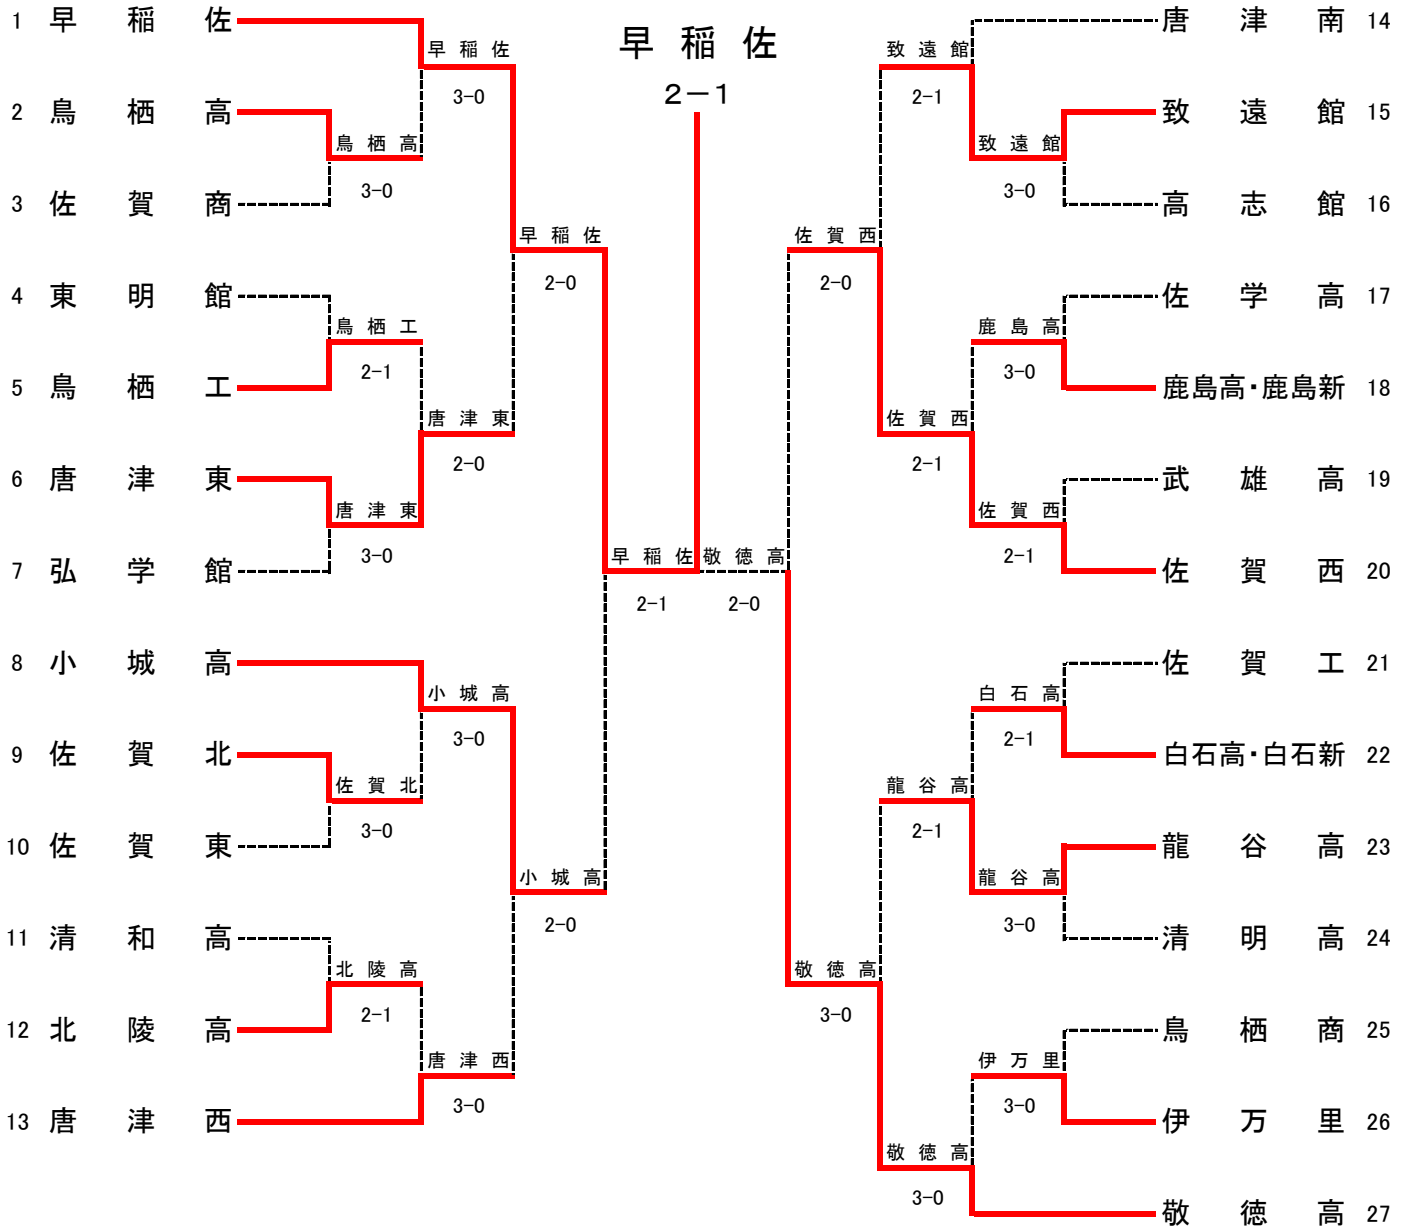 早稲佐
2－1
1 早稲佐
2 鳥栖高
3 佐賀商
4 東明館
5 鳥栖工
6 唐津東
7 弘学館
8 小城高
9 佐賀北
10 佐賀東
11 清和高
12 北陵高
13 唐津西
鳥栖高
3-0
鳥栖工
2-1
唐津東
3-0
佐賀北
3-0
北陵高
2-1
早稲佐
3-0
唐津東
2-0
小城高
3-0
唐津西
3-0
早稲佐
2-0
小城高
2-0
早稲佐
2-1
敬徳高
2-0
佐賀西
2-0
敬徳高
3-0
致遠館
2-1
佐賀西
2-1
龍谷高
2-1
敬徳高
3-0
致遠館
3-0
鹿島高
3-0
佐賀西
2-1
白石高
2-1
龍谷高
3-0
伊万里
3-0
唐津南 14
致遠館 15
高志館 16
佐学高 17
鹿島高・鹿島新 18
武雄高 19
佐賀西 20
佐賀工 21
白石高・白石新 22
龍谷高 23
清明高 24
鳥栖商 25
伊万里 26
敬徳高 27